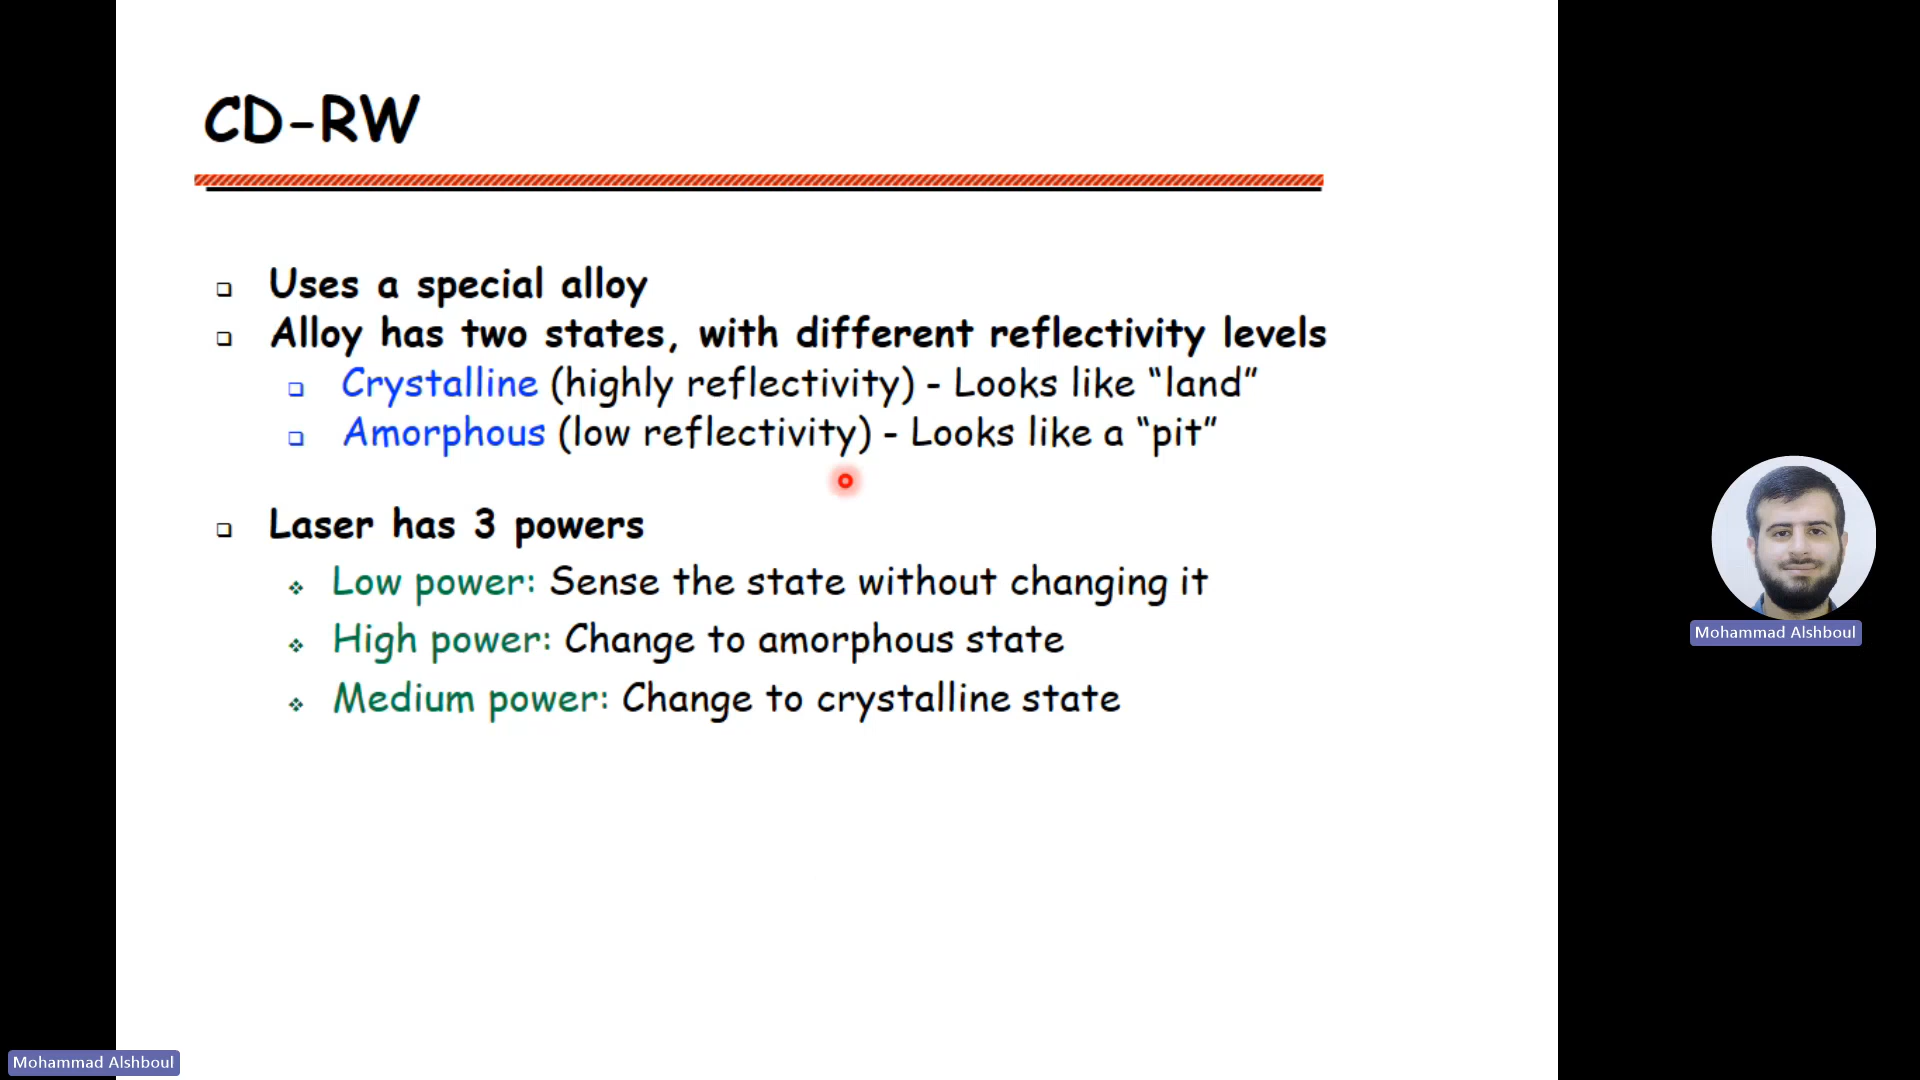 CD-RW
Uses a special alloy
Alloy has two states, with different reflectivity levels
Crystalline (highly reflectivity) - Looks like “land”
Amorphous (low reflectivity) - Looks like a “pit”
Laser has 3 powers
Low power: Sense the state without changing it
High power: Change to amorphous state
Medium power: Change to crystalline state
Mohammad Alshboul
Mohammad Alshboul